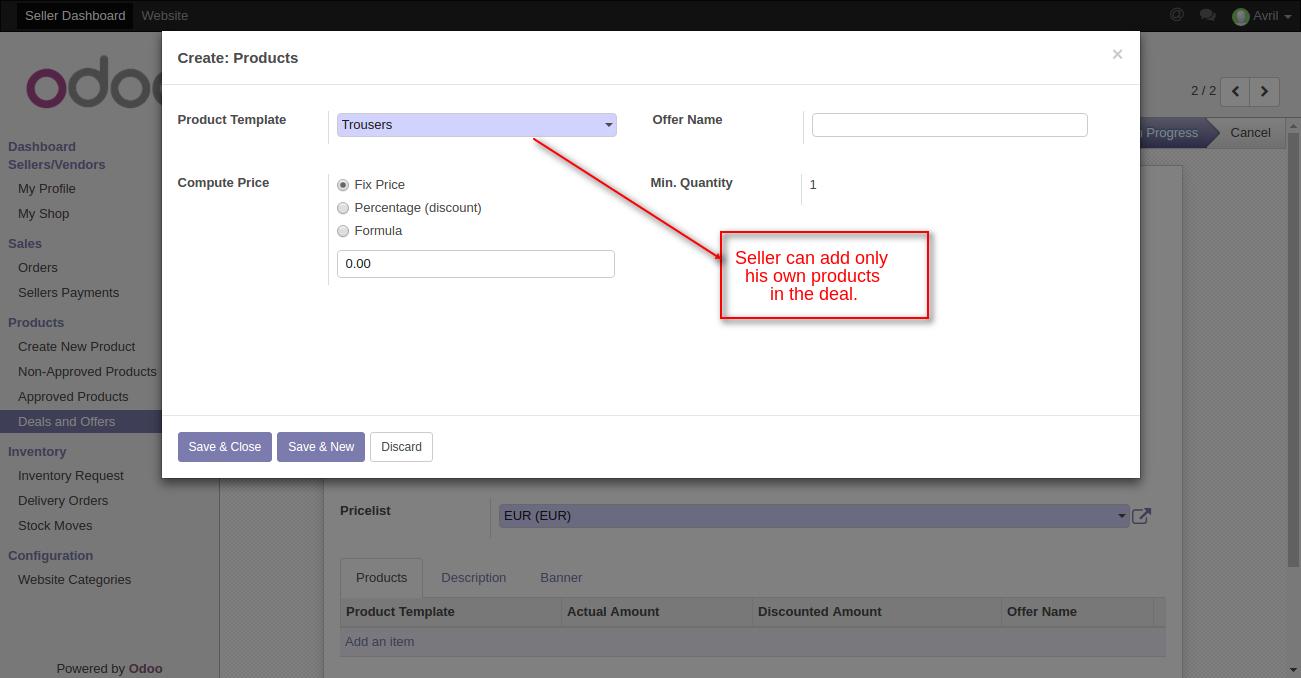 Seller Dashboard Website @ Avril
odoo
2 / 2
Progress Cancel
Dashboard
Sellers/Vendors
My Profile
My Shop
Sales
Orders
Sellers Payments
Products
Create New Product
Non-Approved Products
Approved Products
Deals and Offers
Inventory
Inventory Request
Delivery Orders
Stock Moves
Configuration
Website Categories
Powered by Odoo
Create: Products ×
Product Template Trousers Offer Name
Compute Price Fix Price Min. Quantity 1
Percentage (discount)
Formula
0.00
Seller can add only
his own products
in the deal.
Save & Close Save & New Discard
Pricelist EUR (EUR)
Products Description Banner
Product Template Actual Amount Discounted Amount Offer Name
Add an item